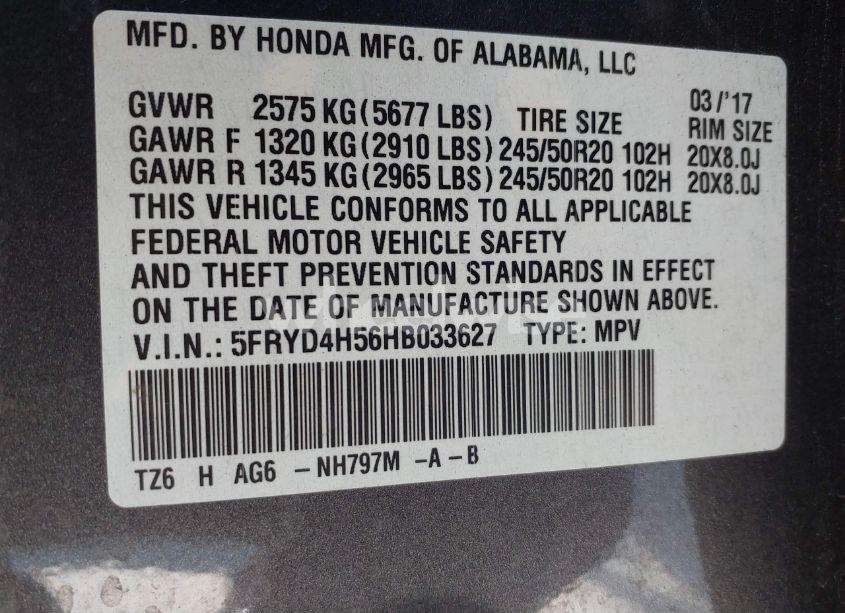 MFD. BY HONDA MFG. OF ALABAMA, LLC
03/'17
GVWR 2575 KG (5677 LBS) TIRE SIZE RIM SIZE
GAWR F 1320 KG (2910 LBS) 245/50R20 102H 20X8.0J
GAWR R 1345 KG (2965 LBS) 245/50R20 102H 20X8.0J
THIS VEHICLE CONFORMS TO ALL APPLICABLE
FEDERAL MOTOR VEHICLE SAFETY
AND THEFT PREVENTION STANDARDS IN EFFECT
ON THE DATE OF MANUFACTURE SHOWN ABOVE.
V.I.N.: 5FRYD4H56HB033627 TYPE: MPV
TZ6 H AG6 – NH797M –A – B